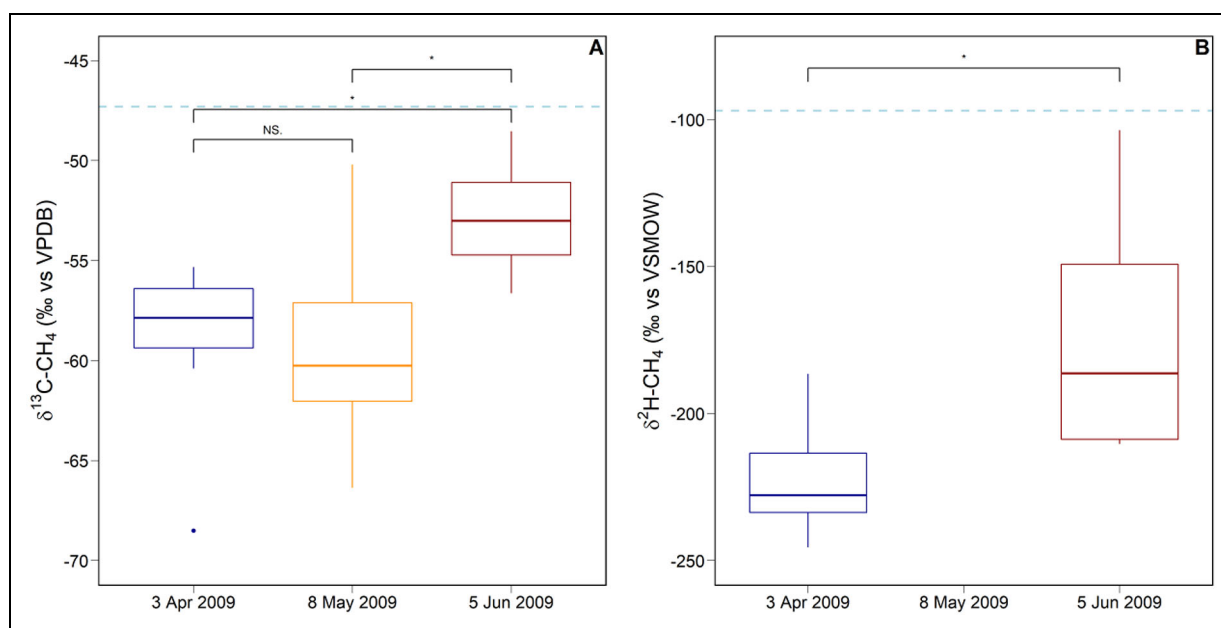 A
-45
-50
-55
-60
-65
-70
δ13C-CH4 (‰ vs VPDB)
*
*
NS.
3 Apr 2009
8 May 2009
5 Jun 2009
B
-100
-150
-200
-250
δ2H-CH4 (‰ vs VSMOW)
*
3 Apr 2009
8 May 2009
5 Jun 2009